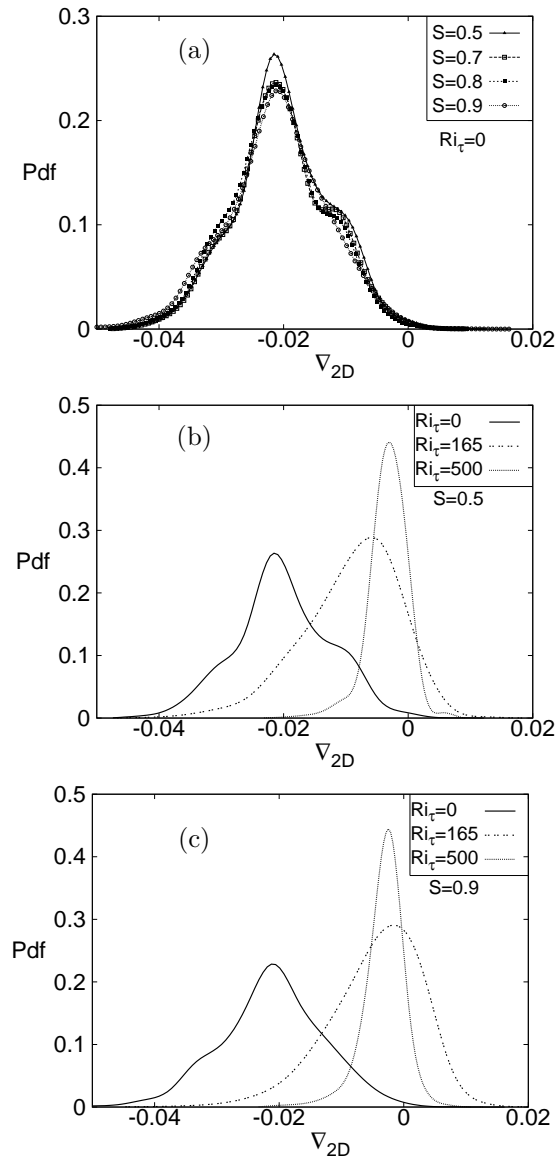 (a)
S=0.5
S=0.7
S=0.8
S=0.9
Ri_τ=0
Pdf
0.3
0.2
0.1
0
-0.04 -0.02 0 0.02
∇_2D
(b)
Ri_τ=0
Ri_τ=165
Ri_τ=500
S=0.5
Pdf
0.5
0.4
0.3
0.2
0.1
0
-0.04 -0.02 0 0.02
∇_2D
(c)
Ri_τ=0
Ri_τ=165
Ri_τ=500
S=0.9
Pdf
0.5
0.4
0.3
0.2
0.1
0
-0.04 -0.02 0 0.02
∇_2D